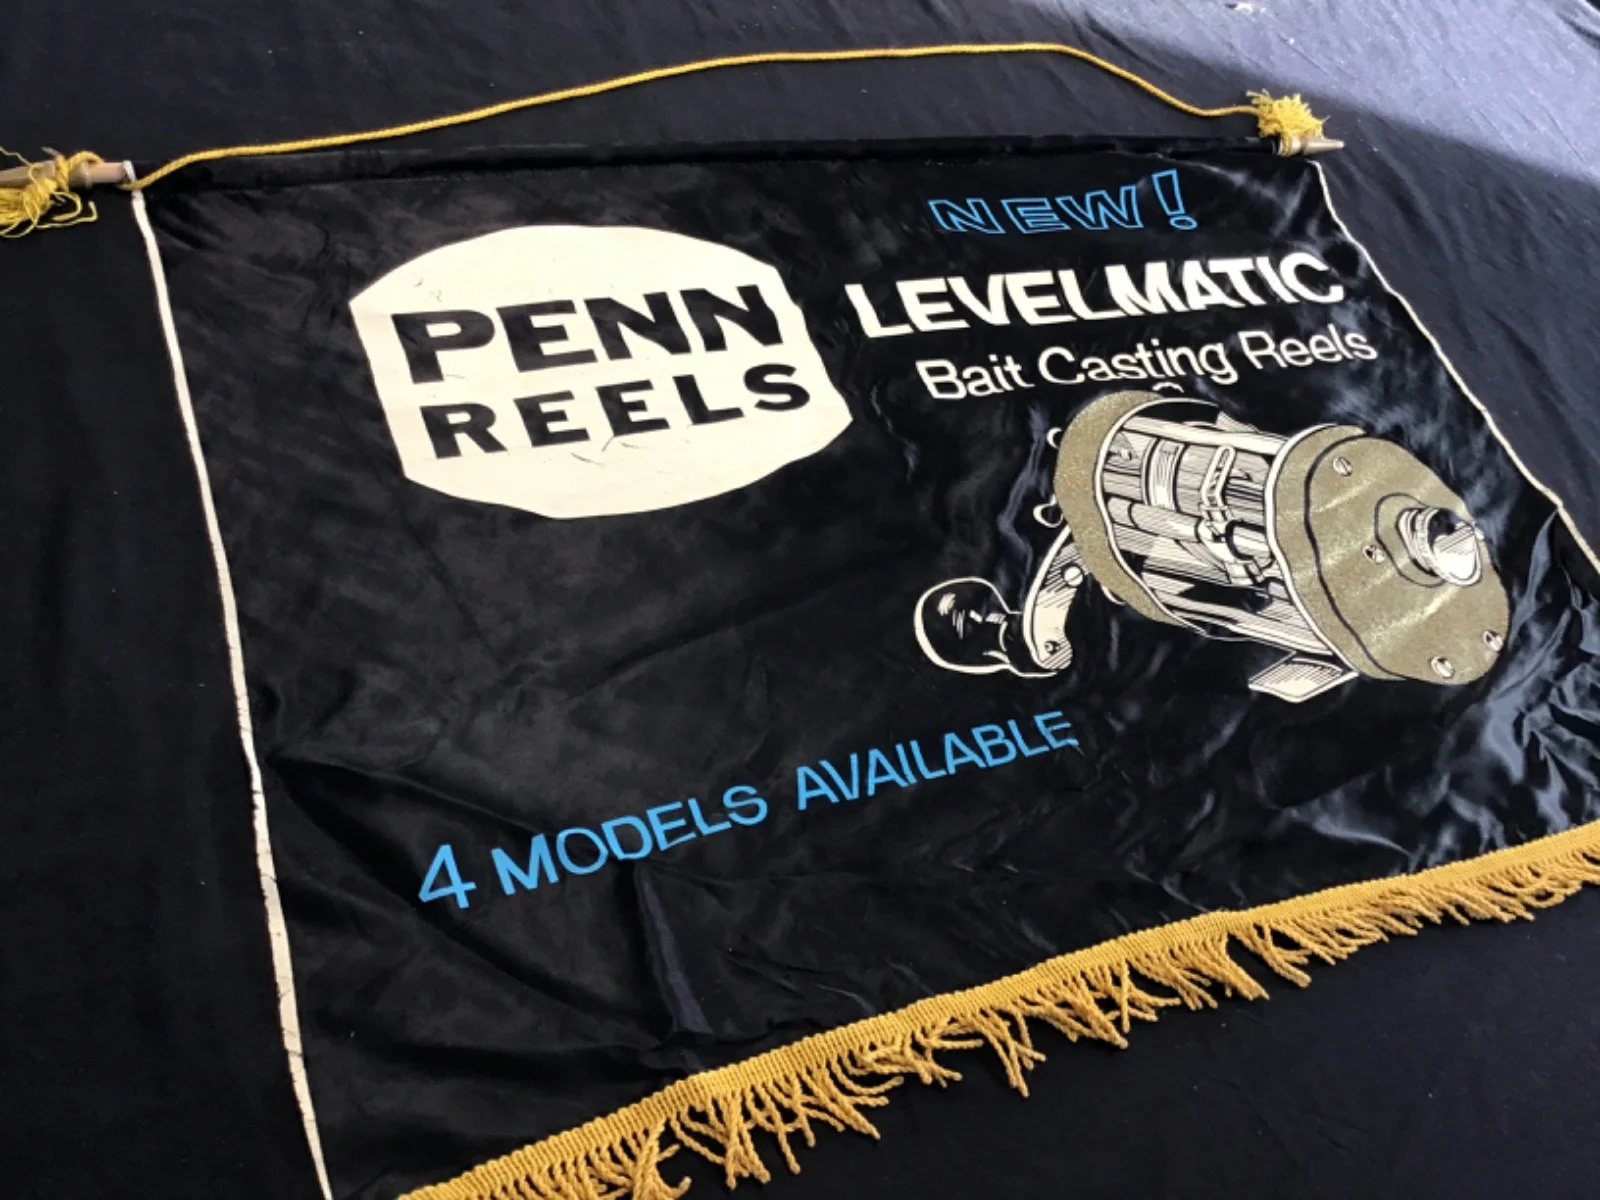 PENN
REELS
NEW!
LEVELMATIC
Bait Casting Reels
4 MODELS AVAILABLE